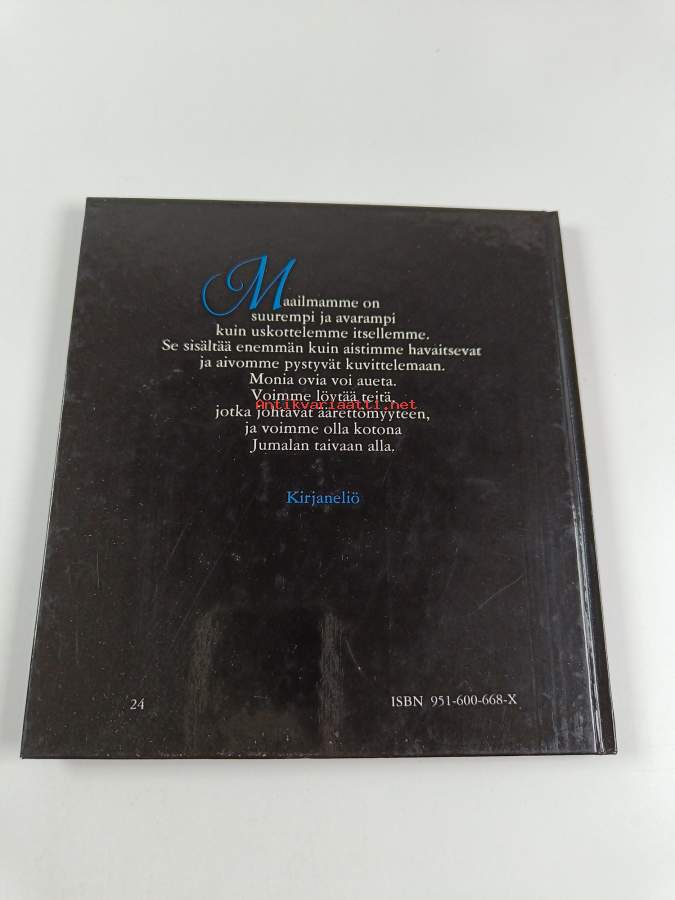 Maailmamme on
suurempi ja avarampi
kuin uskottelemme itsellemme.
Se sisältää enemmän kuin aistimme havaitsevat
ja aivomme pystyvät kuvittelemaan.
Monia ovia voi aueta.
Voimme löytää teitä,
Antikvariaatti.net
jotka johtavat äärettömyyteen,
ja voimme olla kotona
Jumalan taivaan alla.
Kirjaneliö
24
ISBN 951-600-668-X